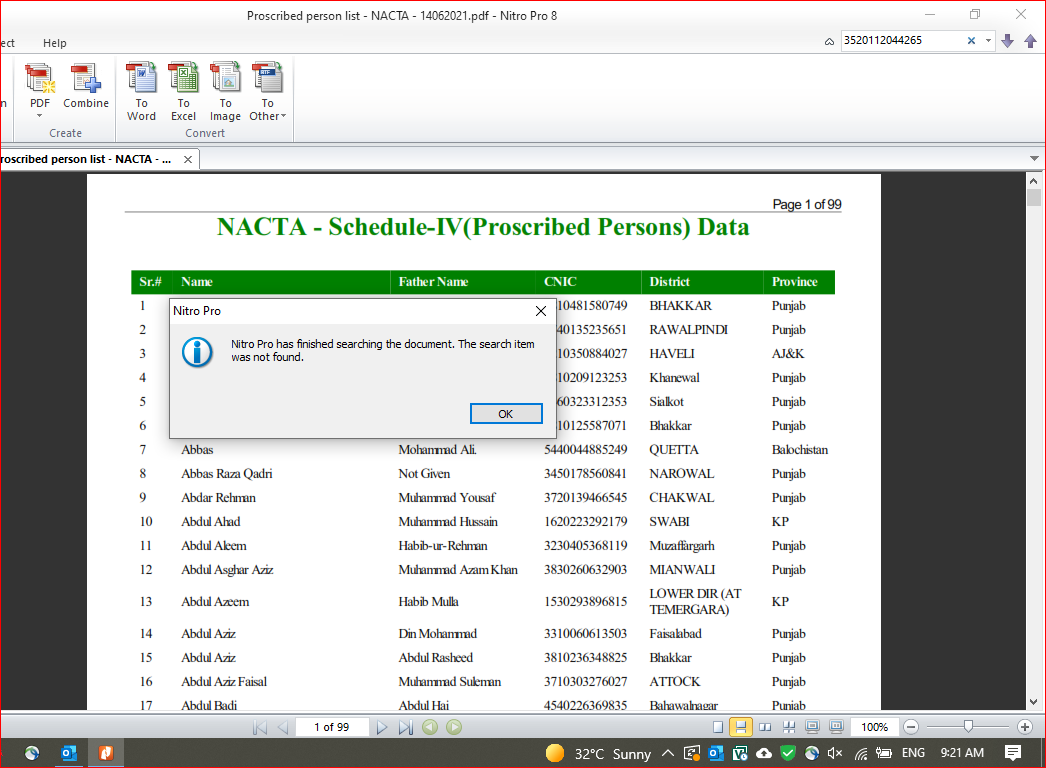 Proscribed person list - NACTA - 14062021.pdf - Nitro Pro 8
ect Help
3520112044265
n PDF Combine To Word To Excel To Image To Other
Create Convert
roscribed person list - NACTA - ...
Page 1 of 99
NACTA - Schedule-IV(Proscribed Persons) Data
Sr.# Name Father Name CNIC District Province
1 10481580749 BHAKKAR Punjab
2 40135235651 RAWALPINDI Punjab
3 10350884027 HAVELI AJ&K
4 10209123253 Khanewal Punjab
5 60323312353 Sialkot Punjab
6 10125587071 Bhakkar Punjab
Nitro Pro
Nitro Pro has finished searching the document. The search item
was not found.
OK
7 Abbas Mohammad Ali. 5440044885249 QUETTA Balochistan
8 Abbas Raza Qadri Not Given 3450178560841 NAROWAL Punjab
9 Abdar Rehman Muhammad Yousaf 3720139466545 CHAKWAL Punjab
10 Abdul Ahad Muhammad Hussain 1620223292179 SWABI KP
11 Abdul Aleem Habib-ur-Rehman 3230405368119 Muzaffargarh Punjab
12 Abdul Asghar Aziz Muhammad Azam Khan 3830260632903 MIANWALI Punjab
13 Abdul Azeem Habib Mulla 1530293896815 LOWER DIR (AT TEMERGARA) KP
14 Abdul Aziz Din Mohammad 3310060613503 Faisalabad Punjab
15 Abdul Aziz Abdul Rasheed 3810236348825 Bhakkar Punjab
16 Abdul Aziz Faisal Muhammad Suleman 3710303276027 ATTOCK Punjab
17 Abdul Badi Abdul Hai 4540226369835 Bahawalnagar Punjab
1 of 99 100%
32°C Sunny ENG 9:21 AM